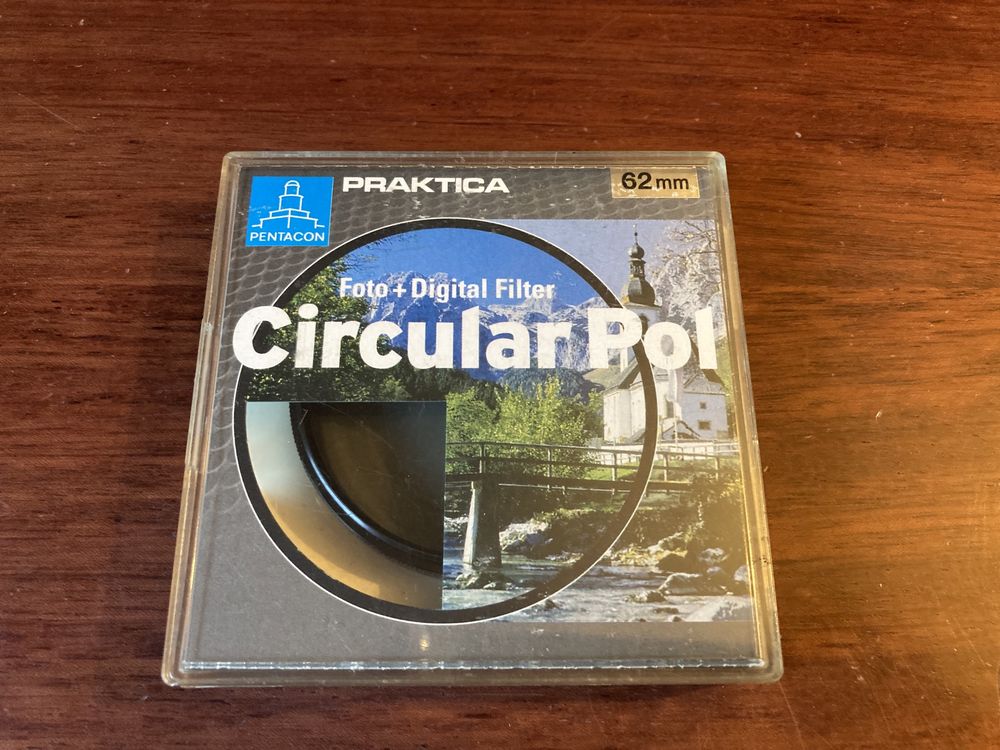 PRAKTICA
62mm
PENTACON
Foto + Digital Filter
Circular Pol